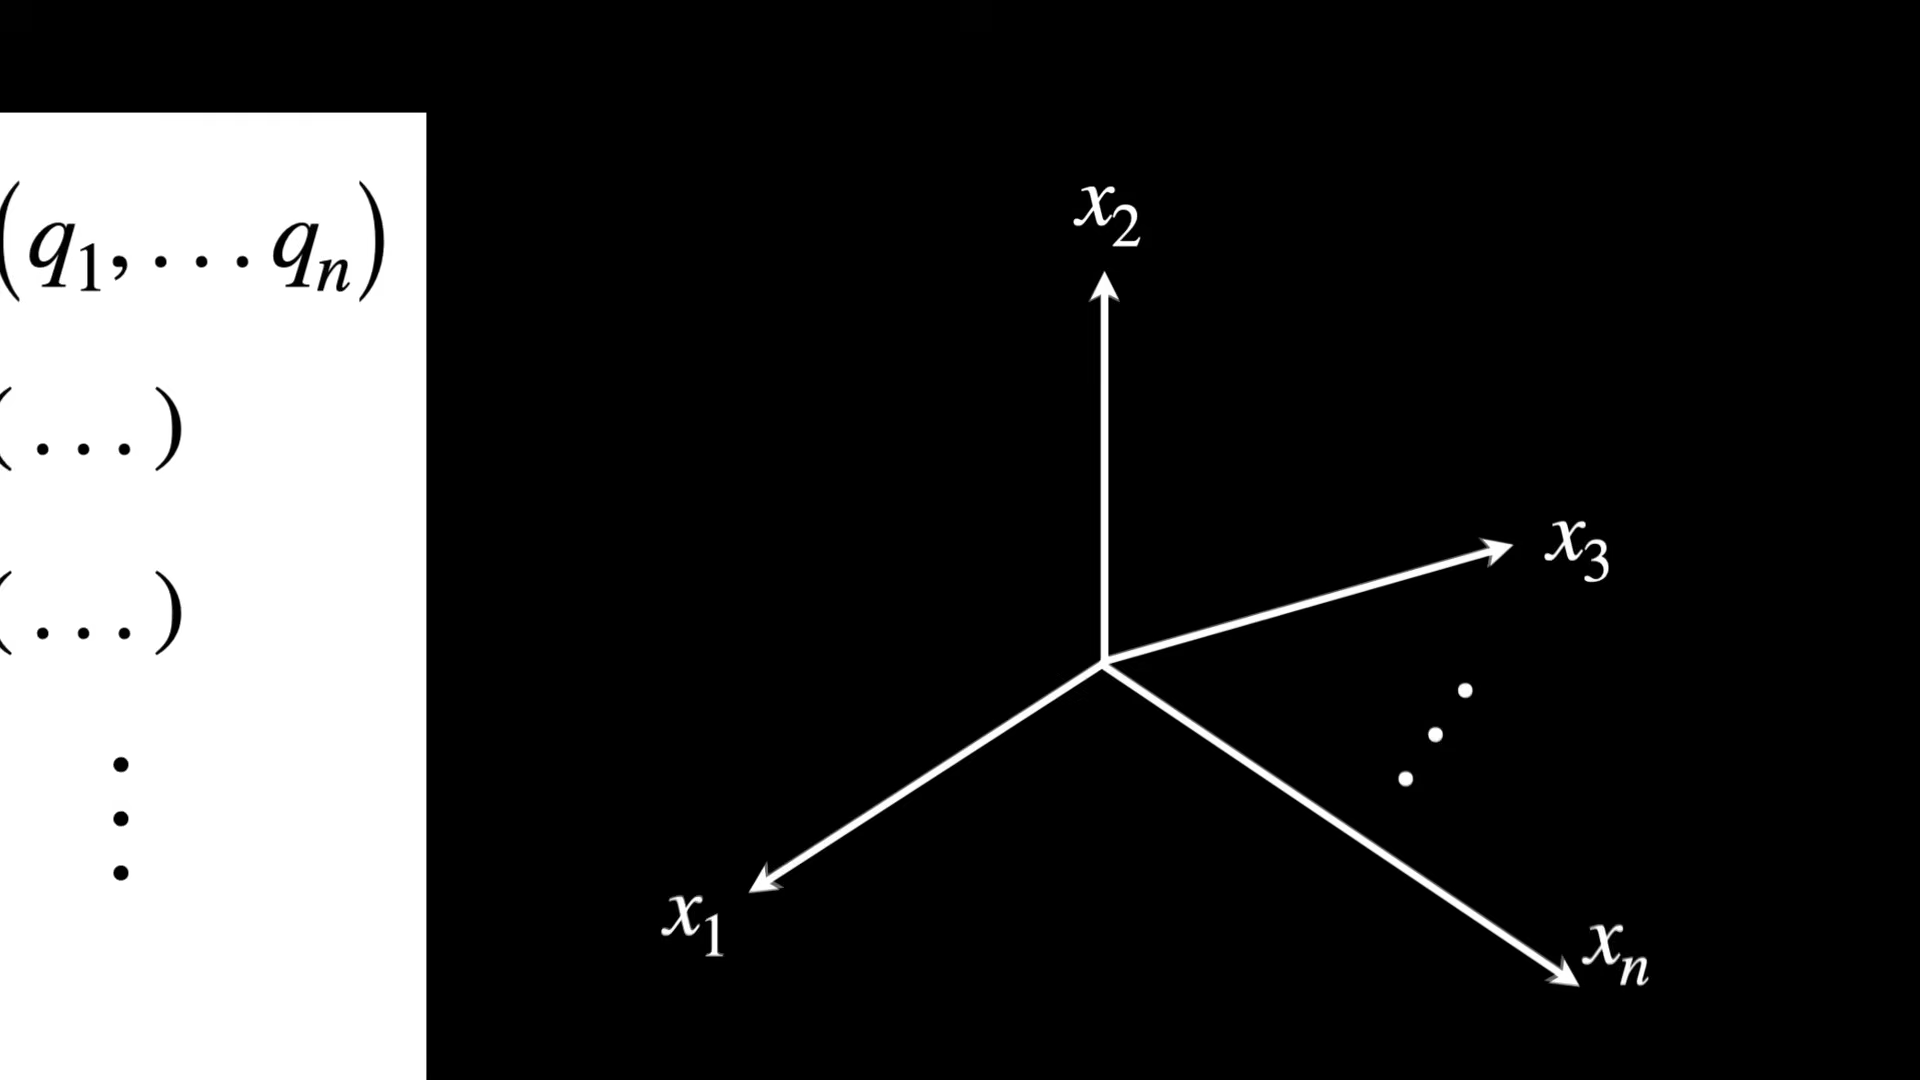 (q₁, … qₙ)
(…)
(…)
⋮
x₂
x₃
x₁
xₙ